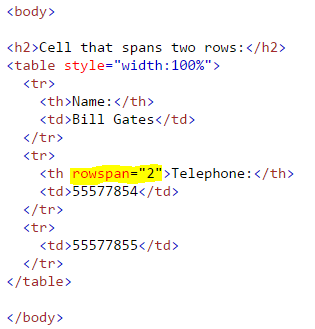 <body>
<h2>Cell that spans two rows:</h2>
<table style="width:100%">
<tr>
<th>Name:</th>
<td>Bill Gates</td>
</tr>
<tr>
<th rowspan="2">Telephone:</th>
<td>55577854</td>
</tr>
<tr>
<td>55577855</td>
</tr>
</table>
</body>